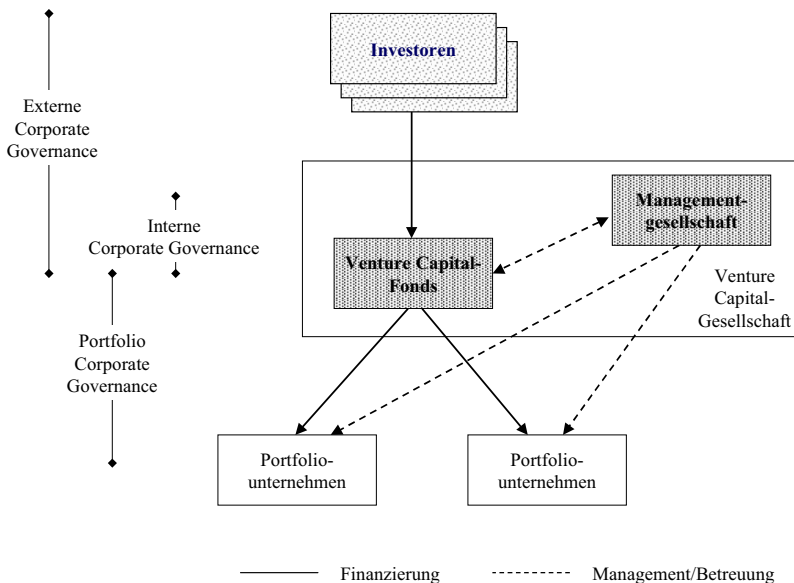 Investoren
Externe
Corporate
Governance
Interne
Corporate Governance
Management-
gesellschaft
Venture Capital-
Fonds
Venture
Capital-
Gesellschaft
Portfolio
Corporate
Governance
Portfolio-
unternehmen
Portfolio-
unternehmen
Finanzierung
Management/Betreuung